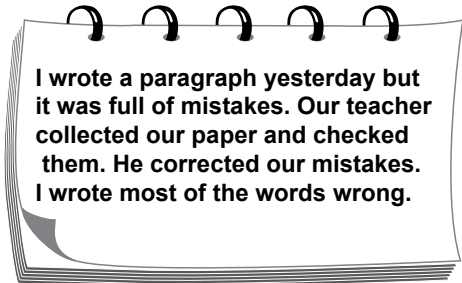 I wrote a paragraph yesterday but
it was full of mistakes. Our teacher
collected our paper and checked
them. He corrected our mistakes.
I wrote most of the words wrong.